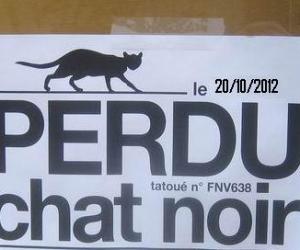 le 20/10/2012
PERDU
tatoué n° FNV638
chat noir